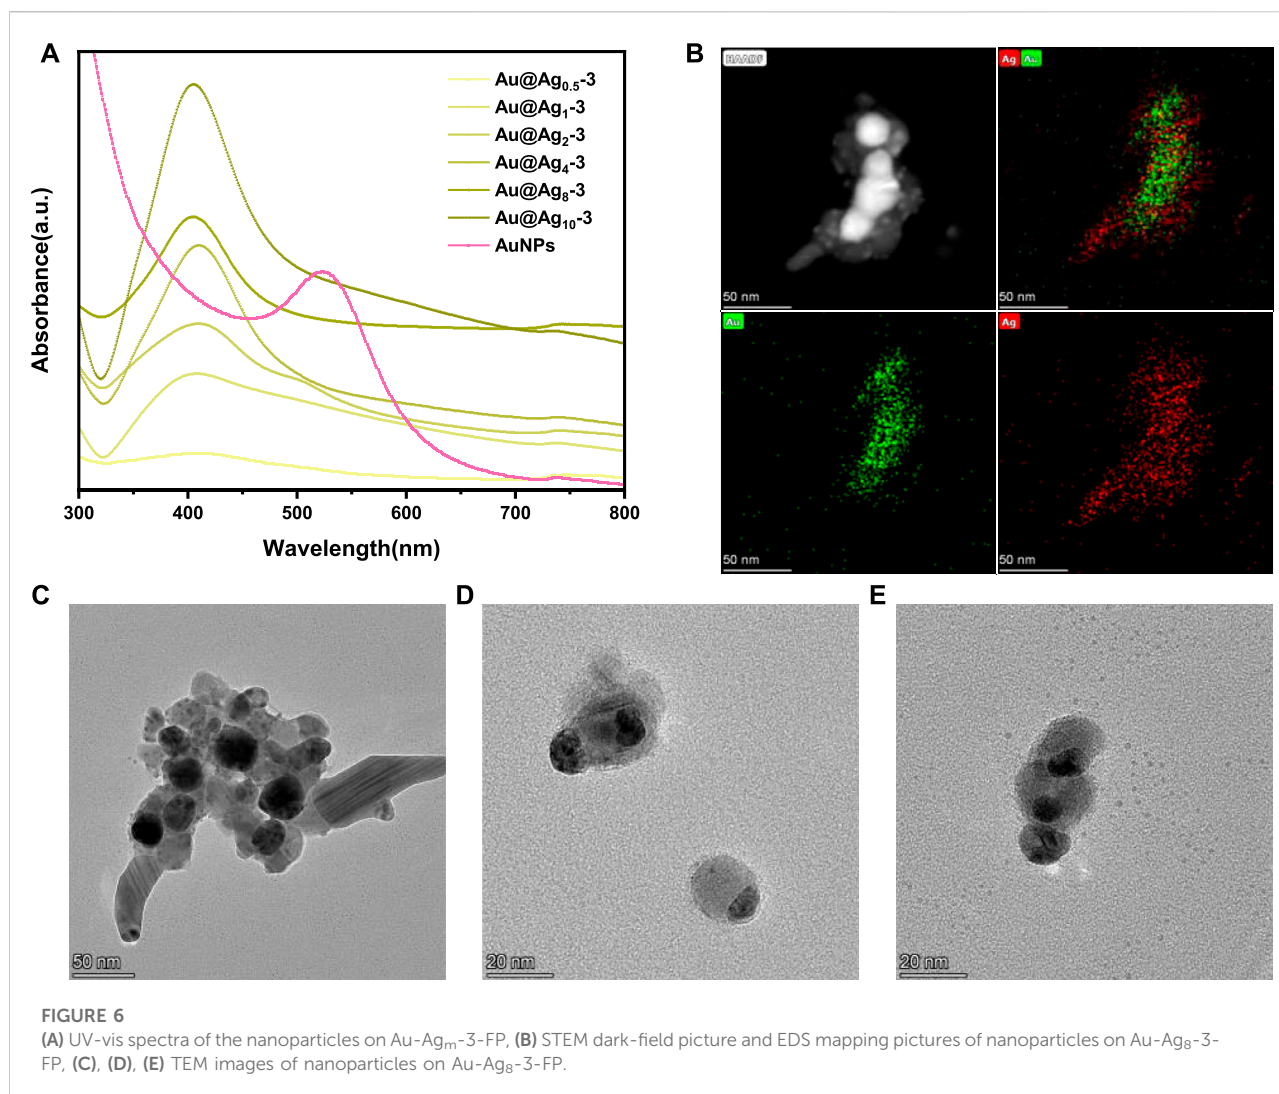 A
Au@Ag0.5-3
Au@Ag1-3
Au@Ag2-3
Au@Ag4-3
Au@Ag8-3
Au@Ag10-3
AuNPs
Absorbance(a.u.)
300 400 500 600 700 800
Wavelength(nm)
B
HAADF
50 nm
Ag Au
50 nm
Au
50 nm
Ag
50 nm
C
50 nm
D
20 nm
E
20 nm
FIGURE 6
(A) UV-vis spectra of the nanoparticles on Au-Agm-3-FP, (B) STEM dark-field picture and EDS mapping pictures of nanoparticles on Au-Ag8-3-
FP, (C), (D), (E) TEM images of nanoparticles on Au-Ag8-3-FP.